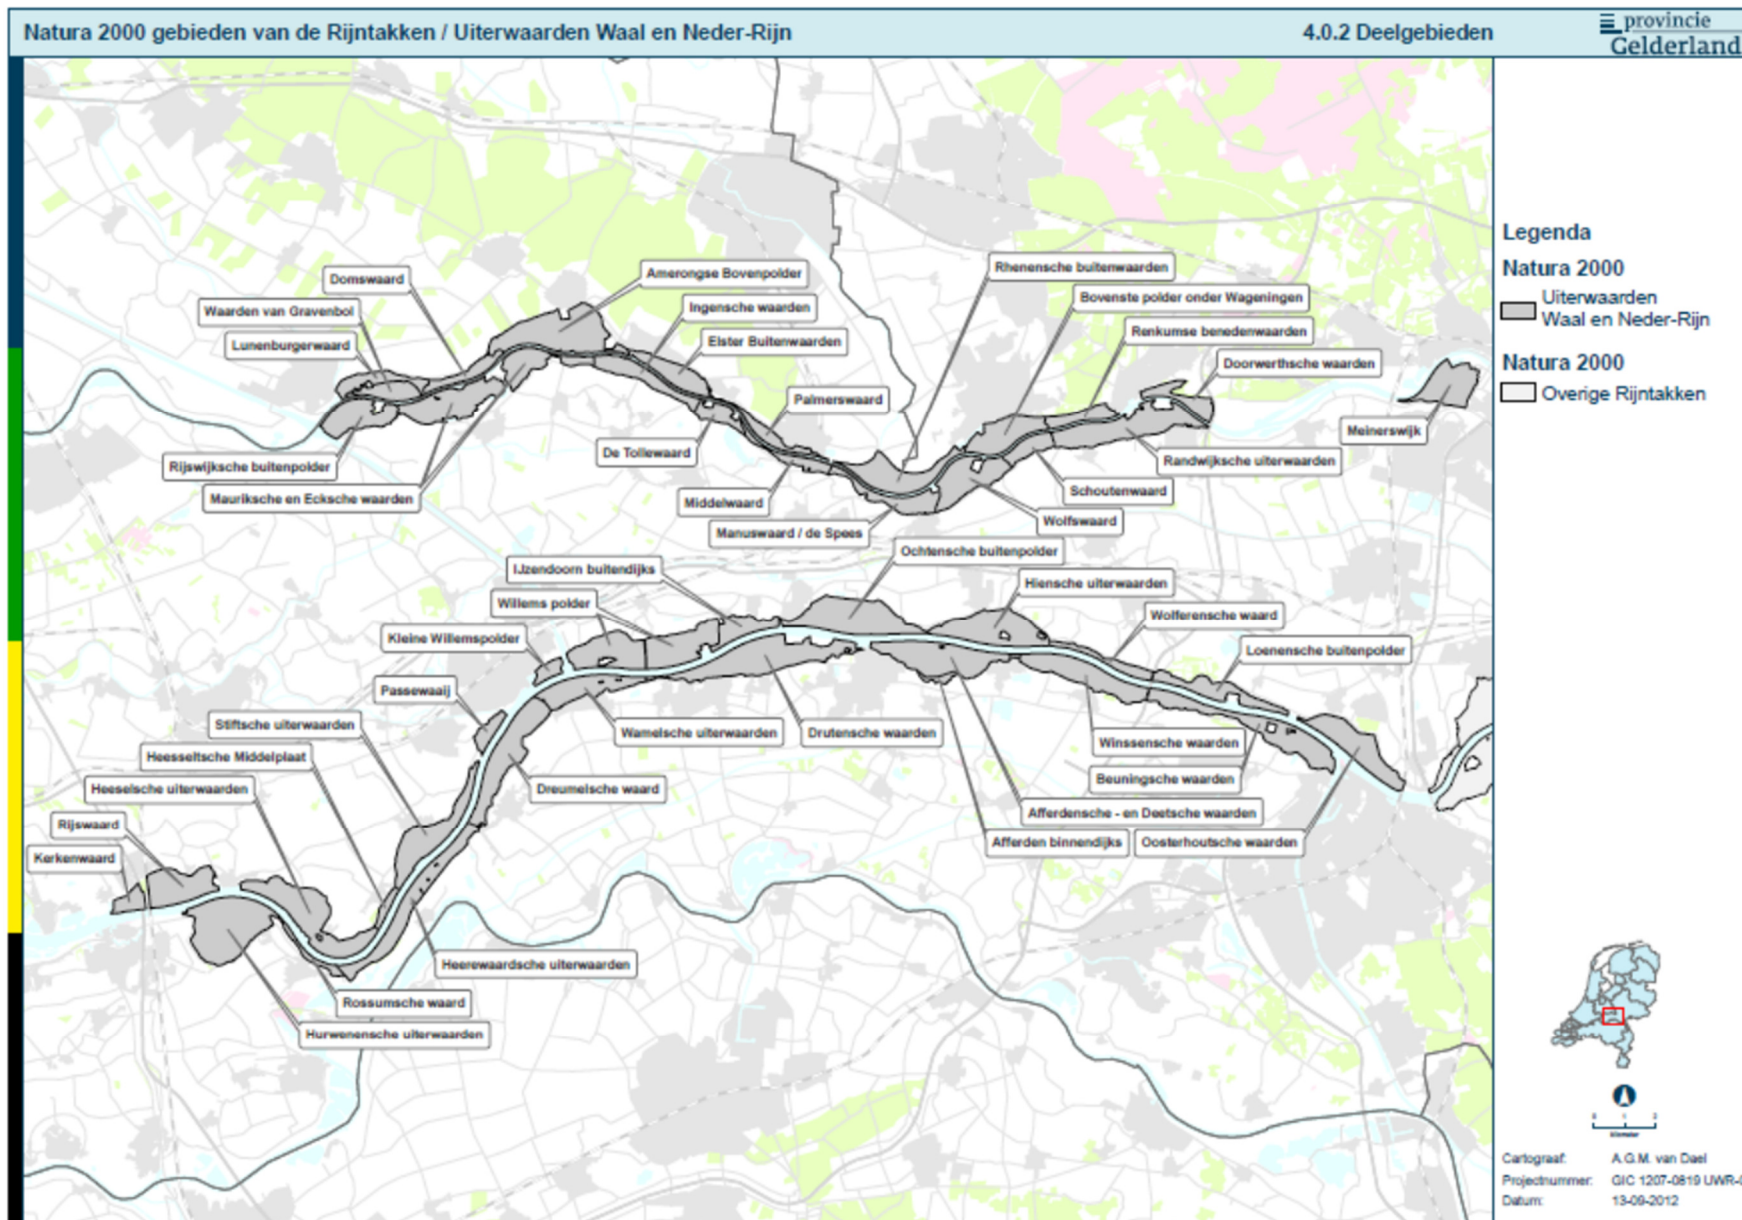 Natura 2000 gebieden van de Rijntakken / Uiterwaarden Waal en Neder-Rijn
4.0.2 Deelgebieden
provincie
Gelderland
Domswaard
Amerongse Bovenpolder
Rhenensche buitenwaarden
Waarden van Gravenbol
Ingensche waarden
Bovenste polder onder Wageningen
Lunenburgerwaard
Elster Buitenwaarden
Renkumse benedenwaarden
Doorwerthsche waarden
Palmerswaard
Meinerswijk
De Tollewaard
Rijswijksche buitenpolder
Randwijksche uiterwaarden
Maurikse en Ecksche waarden
Middelwaard
Schoutenwaard
Manuswaard / de Spees
Wolfswaard
Ochtensche buitenpolder
IJzendoorn buitendijks
Hiensche uiterwaarden
Willems polder
Wolferensche waard
Kleine Willemspolder
Loenensche buitenpolder
Passewaaij
Stiftsche uiterwaarden
Wamelsche uiterwaarden
Drutensche waarden
Winssensche waarden
Heesseltsche Middelplaat
Beuningsche waarden
Heeselsche uiterwaarden
Dreumelsche waard
Afferdensche - en Deetsche waarden
Rijswaard
Afferden binnendijks
Oosterhoutsche waarden
Kerkenwaard
Heerewaardsche uiterwaarden
Rossumsche waard
Hurwenensche uiterwaarden
Legenda
Natura 2000
Uiterwaarden
Waal en Neder-Rijn
Natura 2000
Overige Rijntakken
Cartograaf: A.G.M. van Dael
Projectnummer: GIC 1207-0819 UWR-
Datum: 13-09-2012